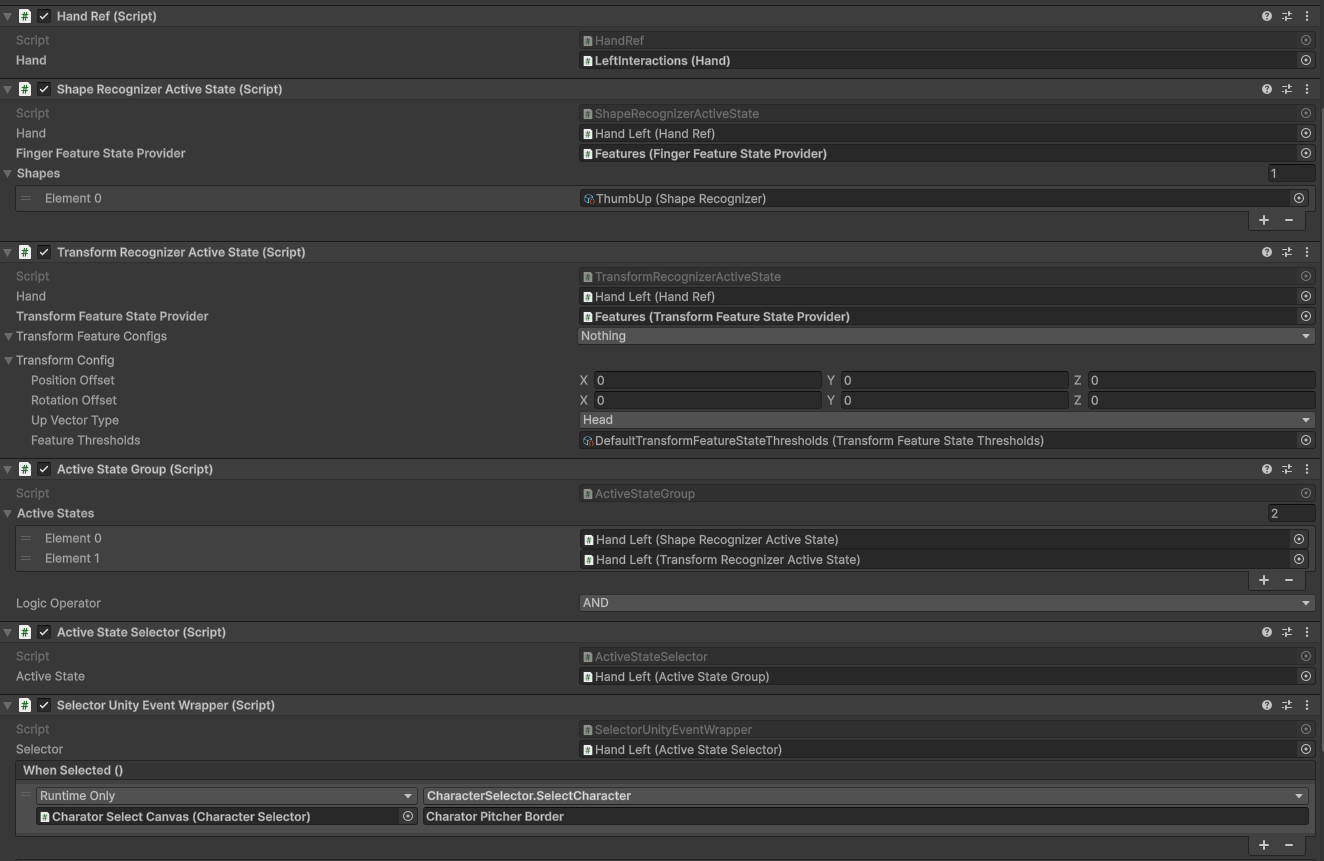 Hand Ref (Script)
Script HandRef
Hand LeftInteractions (Hand)
Shape Recognizer Active State (Script)
Script ShapeRecognizerActiveState
Hand Hand Left (Hand Ref)
Finger Feature State Provider Features (Finger Feature State Provider)
Shapes 1
Element 0 ThumbUp (Shape Recognizer)
+ −
Transform Recognizer Active State (Script)
Script TransformRecognizerActiveState
Hand Hand Left (Hand Ref)
Transform Feature State Provider Features (Transform Feature State Provider)
Transform Feature Configs Nothing
Transform Config
Position Offset X 0 Y 0 Z 0
Rotation Offset X 0 Y 0 Z 0
Up Vector Type Head
Feature Thresholds DefaultTransformFeatureStateThresholds (Transform Feature State Thresholds)
Active State Group (Script)
Script ActiveStateGroup
Active States 2
Element 0 Hand Left (Shape Recognizer Active State)
Element 1 Hand Left (Transform Recognizer Active State)
+ −
Logic Operator AND
Active State Selector (Script)
Script ActiveStateSelector
Active State Hand Left (Active State Group)
Selector Unity Event Wrapper (Script)
Script SelectorUnityEventWrapper
Selector Hand Left (Active State Selector)
When Selected ()
Runtime Only CharacterSelector.SelectCharacter
Charator Select Canvas (Character Selector) Charator Pitcher Border
+ −